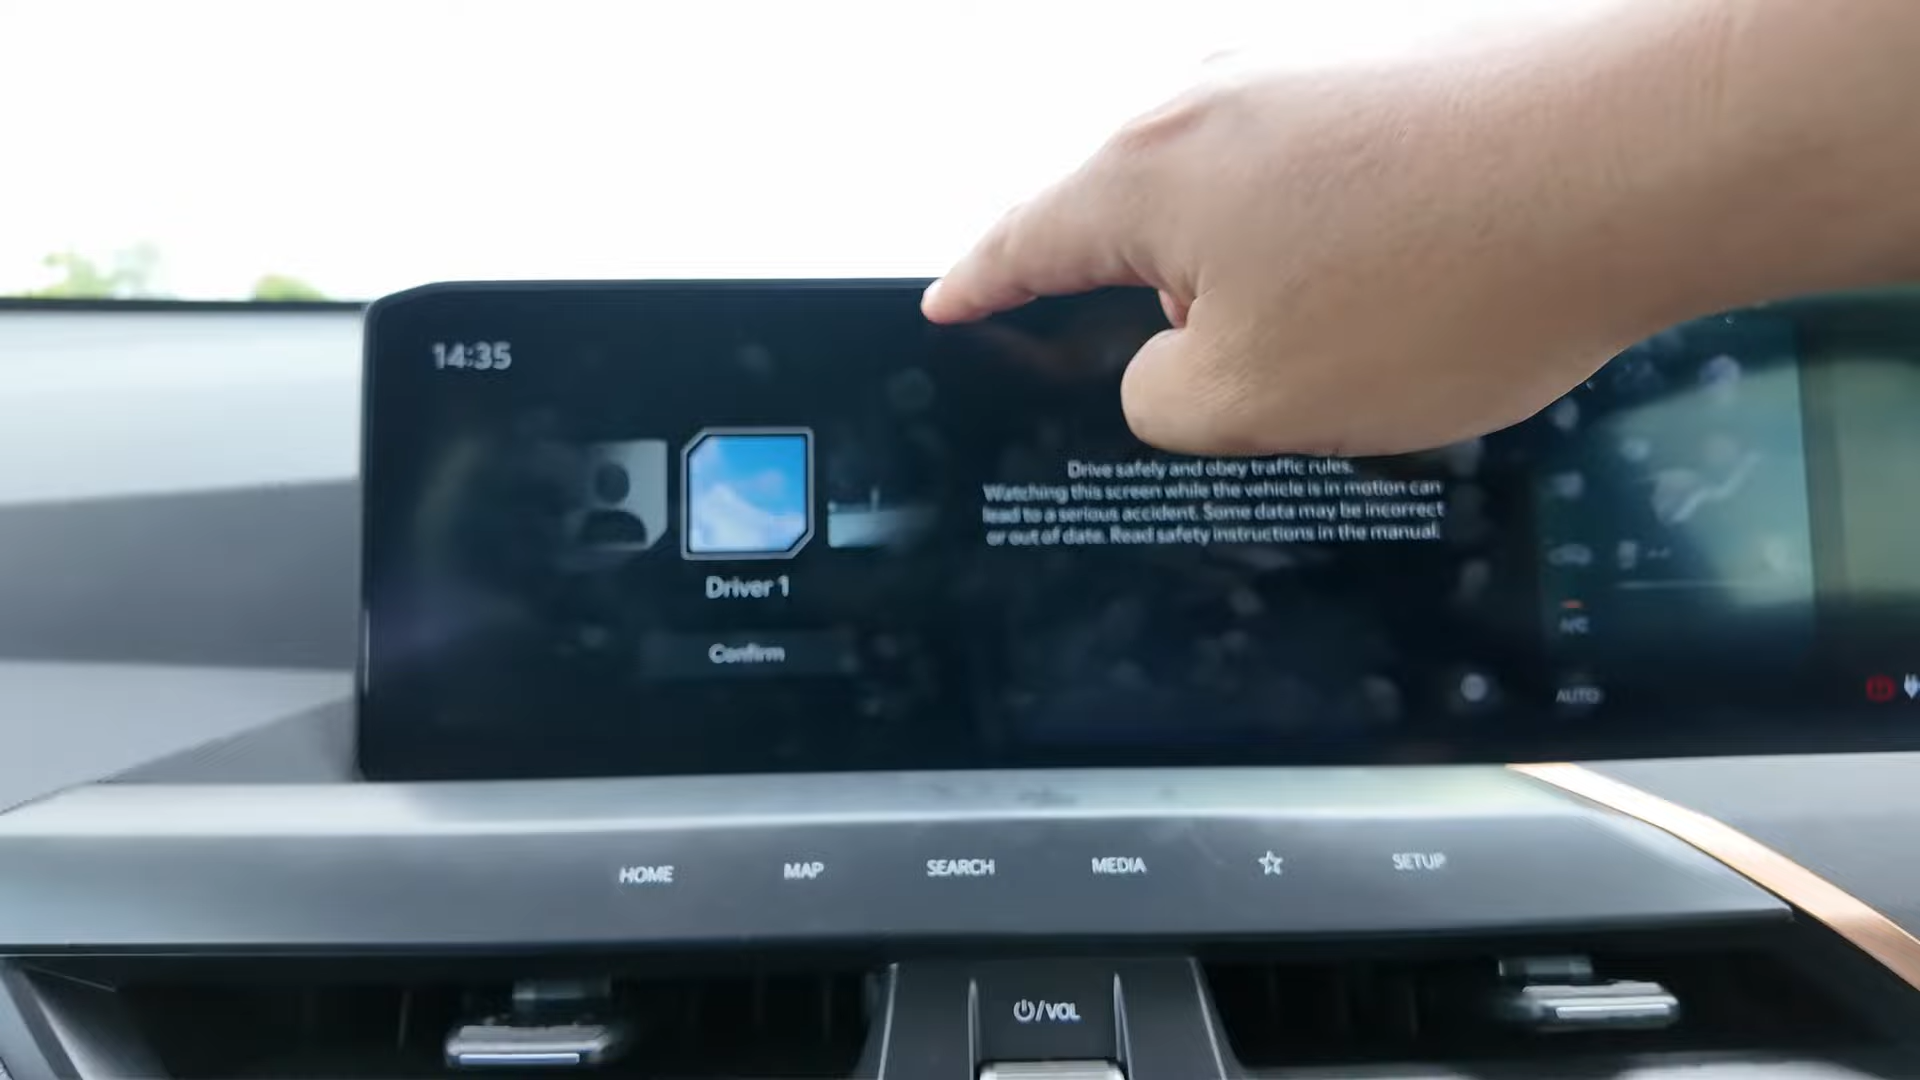 14:35
Drive safely and obey traffic rules.
Watching this screen while the vehicle is in motion can
lead to a serious accident. Some data may be incorrect
or out of date. Read safety instructions in the manual.
Driver 1
Confirm
A/C
AUTO
HOME
MAP
SEARCH
MEDIA
SETUP
/VOL